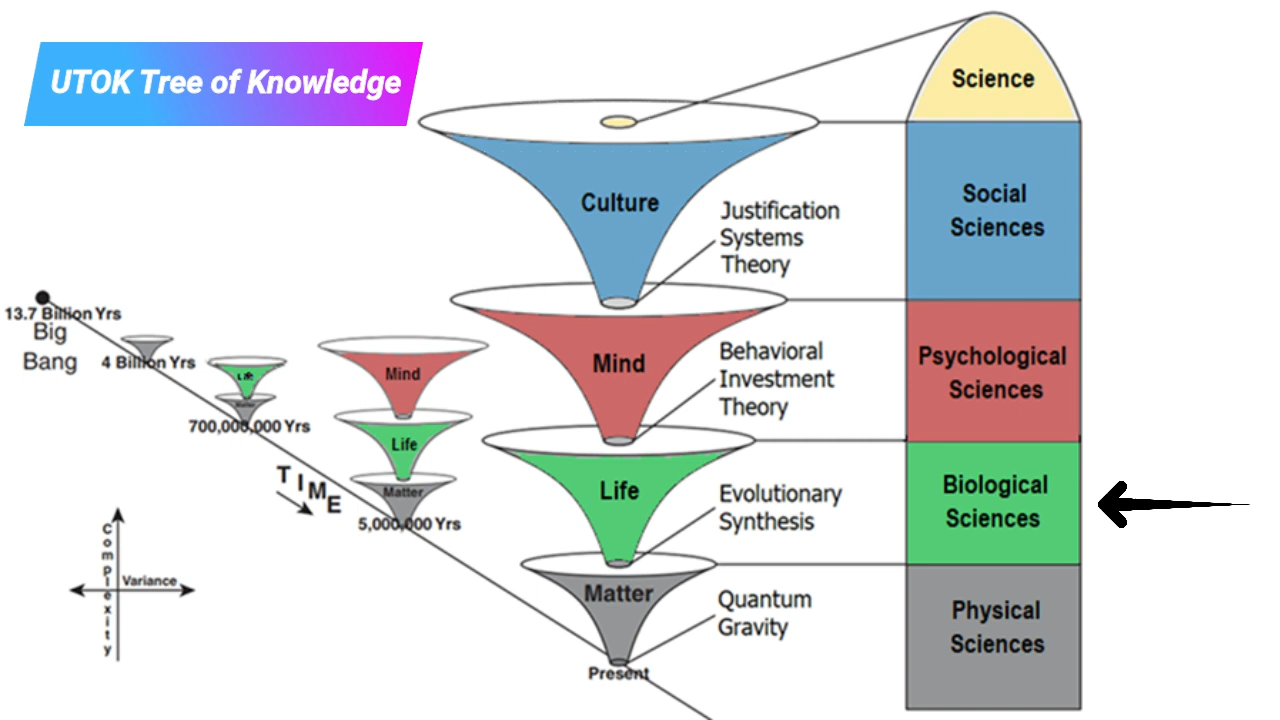 UTOK Tree of Knowledge
Science
Culture
Social
Sciences
Justification
Systems
Theory
13.7 Billion Yrs
Big
Bang
4 Billion Yrs
Life
Matter
700,000,000 Yrs
Mind
Life
Matter
5,000,000 Yrs
TIME
Mind
Behavioral
Investment
Theory
Psychological
Sciences
Life
Evolutionary
Synthesis
Biological
Sciences
Matter
Quantum
Gravity
Present
Physical
Sciences
Complexity
Variance